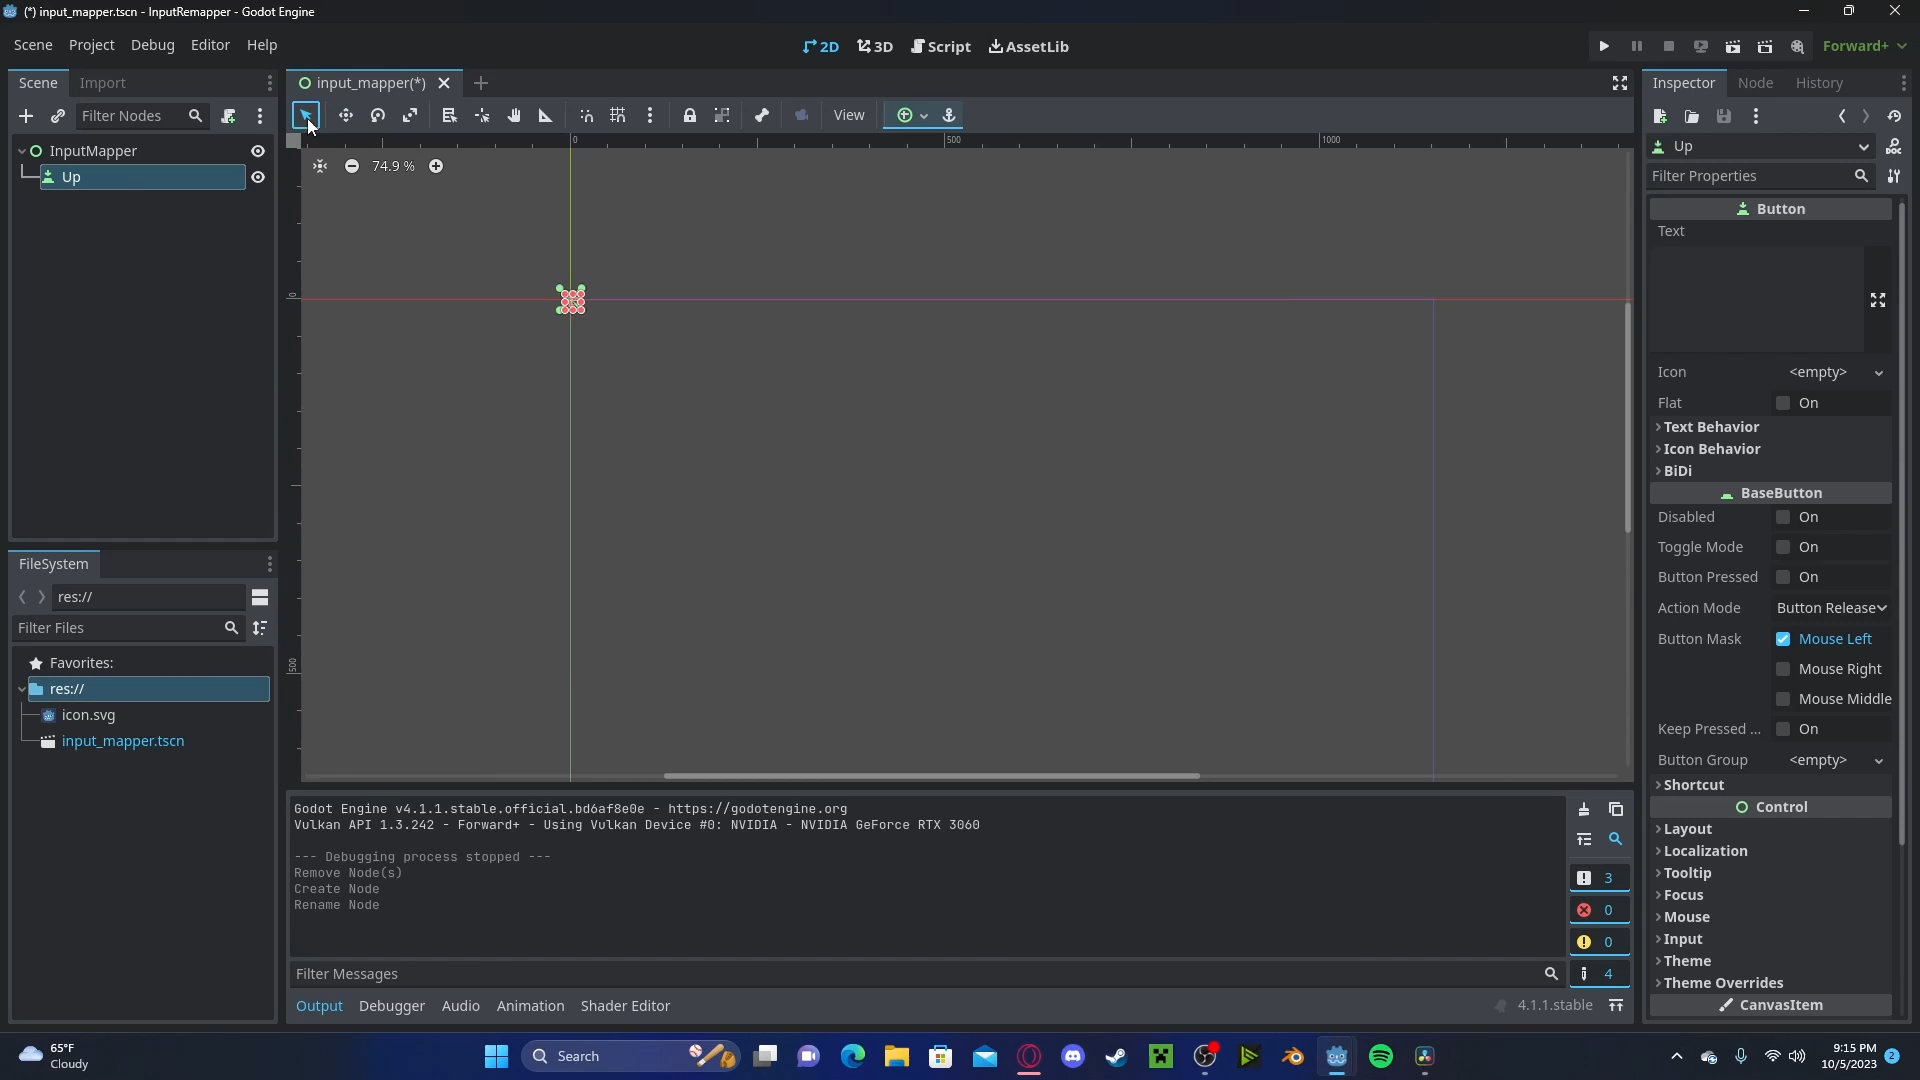 (*) input_mapper.tscn - InputRemapper - Godot Engine
Scene Project Debug Editor Help
2D 3D Script AssetLib
Forward+
Scene Import
input_mapper(*)
Inspector Node History
Filter Nodes
View
InputMapper
Up
74.9 %
0 500 1000
0
500
Up
Filter Properties
Button
Text
Icon <empty>
Flat On
Text Behavior
Icon Behavior
BiDi
BaseButton
Disabled On
Toggle Mode On
Button Pressed On
Action Mode Button Release
Button Mask Mouse Left
Mouse Right
Mouse Middle
Keep Pressed ... On
Button Group <empty>
Shortcut
Control
Layout
Localization
Tooltip
Focus
Mouse
Input
Theme
Theme Overrides
CanvasItem
FileSystem
res://
Filter Files
Favorites:
res://
icon.svg
input_mapper.tscn
Godot Engine v4.1.1.stable.official.bd6af8e0e - https://godotengine.org
Vulkan API 1.3.242 - Forward+ - Using Vulkan Device #0: NVIDIA - NVIDIA GeForce RTX 3060
--- Debugging process stopped ---
Remove Node(s)
Create Node
Rename Node
3
0
0
4
Filter Messages
Output Debugger Audio Animation Shader Editor
4.1.1.stable
65°F
Cloudy
Search
9:15 PM
10/5/2023
2